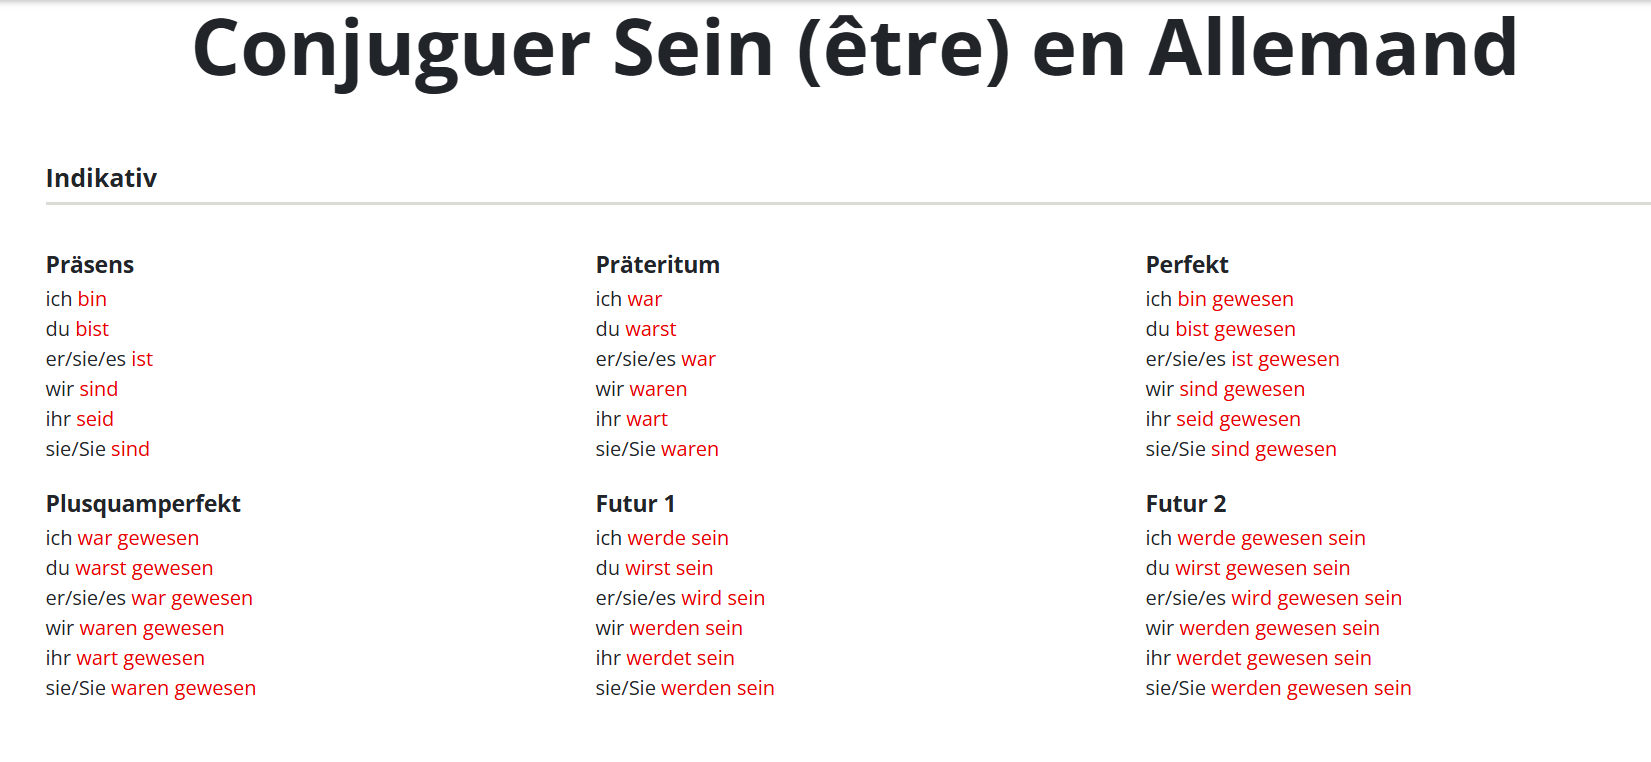 Conjuguer Sein (être) en Allemand
Indikativ
Präsens
ich bin
du bist
er/sie/es ist
wir sind
ihr seid
sie/Sie sind
Präteritum
ich war
du warst
er/sie/es war
wir waren
ihr wart
sie/Sie waren
Perfekt
ich bin gewesen
du bist gewesen
er/sie/es ist gewesen
wir sind gewesen
ihr seid gewesen
sie/Sie sind gewesen
Plusquamperfekt
ich war gewesen
du warst gewesen
er/sie/es war gewesen
wir waren gewesen
ihr wart gewesen
sie/Sie waren gewesen
Futur 1
ich werde sein
du wirst sein
er/sie/es wird sein
wir werden sein
ihr werdet sein
sie/Sie werden sein
Futur 2
ich werde gewesen sein
du wirst gewesen sein
er/sie/es wird gewesen sein
wir werden gewesen sein
ihr werdet gewesen sein
sie/Sie werden gewesen sein